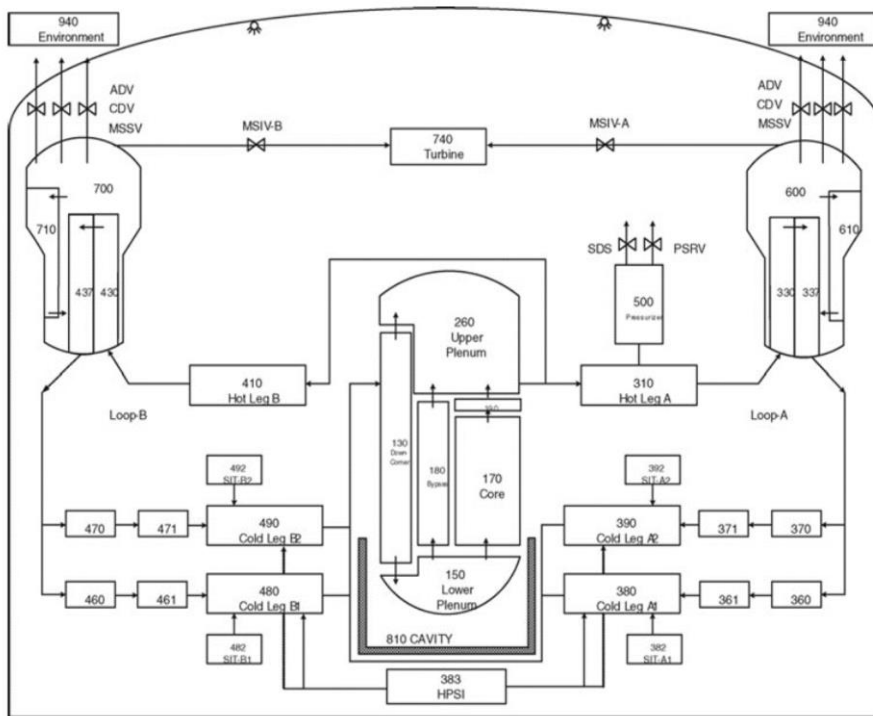 940
Environment
940
Environment
ADV
CDV
MSSV
ADV
CDV
MSSV
MSIV-B
MSIV-A
740
Turbine
700
600
710
610
437
430
330
337
SDS
PSRV
500
Pressurizer
260
Upper
Plenum
410
Hot Leg B
310
Hot Leg A
Loop-B
Loop-A
130
Down
Comer
180
Bypass
170
Core
492
SIT-B2
392
SIT-A2
470
471
490
Cold Leg B2
390
Cold Leg A2
371
370
150
Lower
Plenum
460
461
480
Cold Leg B1
380
Cold Leg A1
361
360
810 CAVITY
482
SIT-B1
382
SIT-A1
383
HPSI